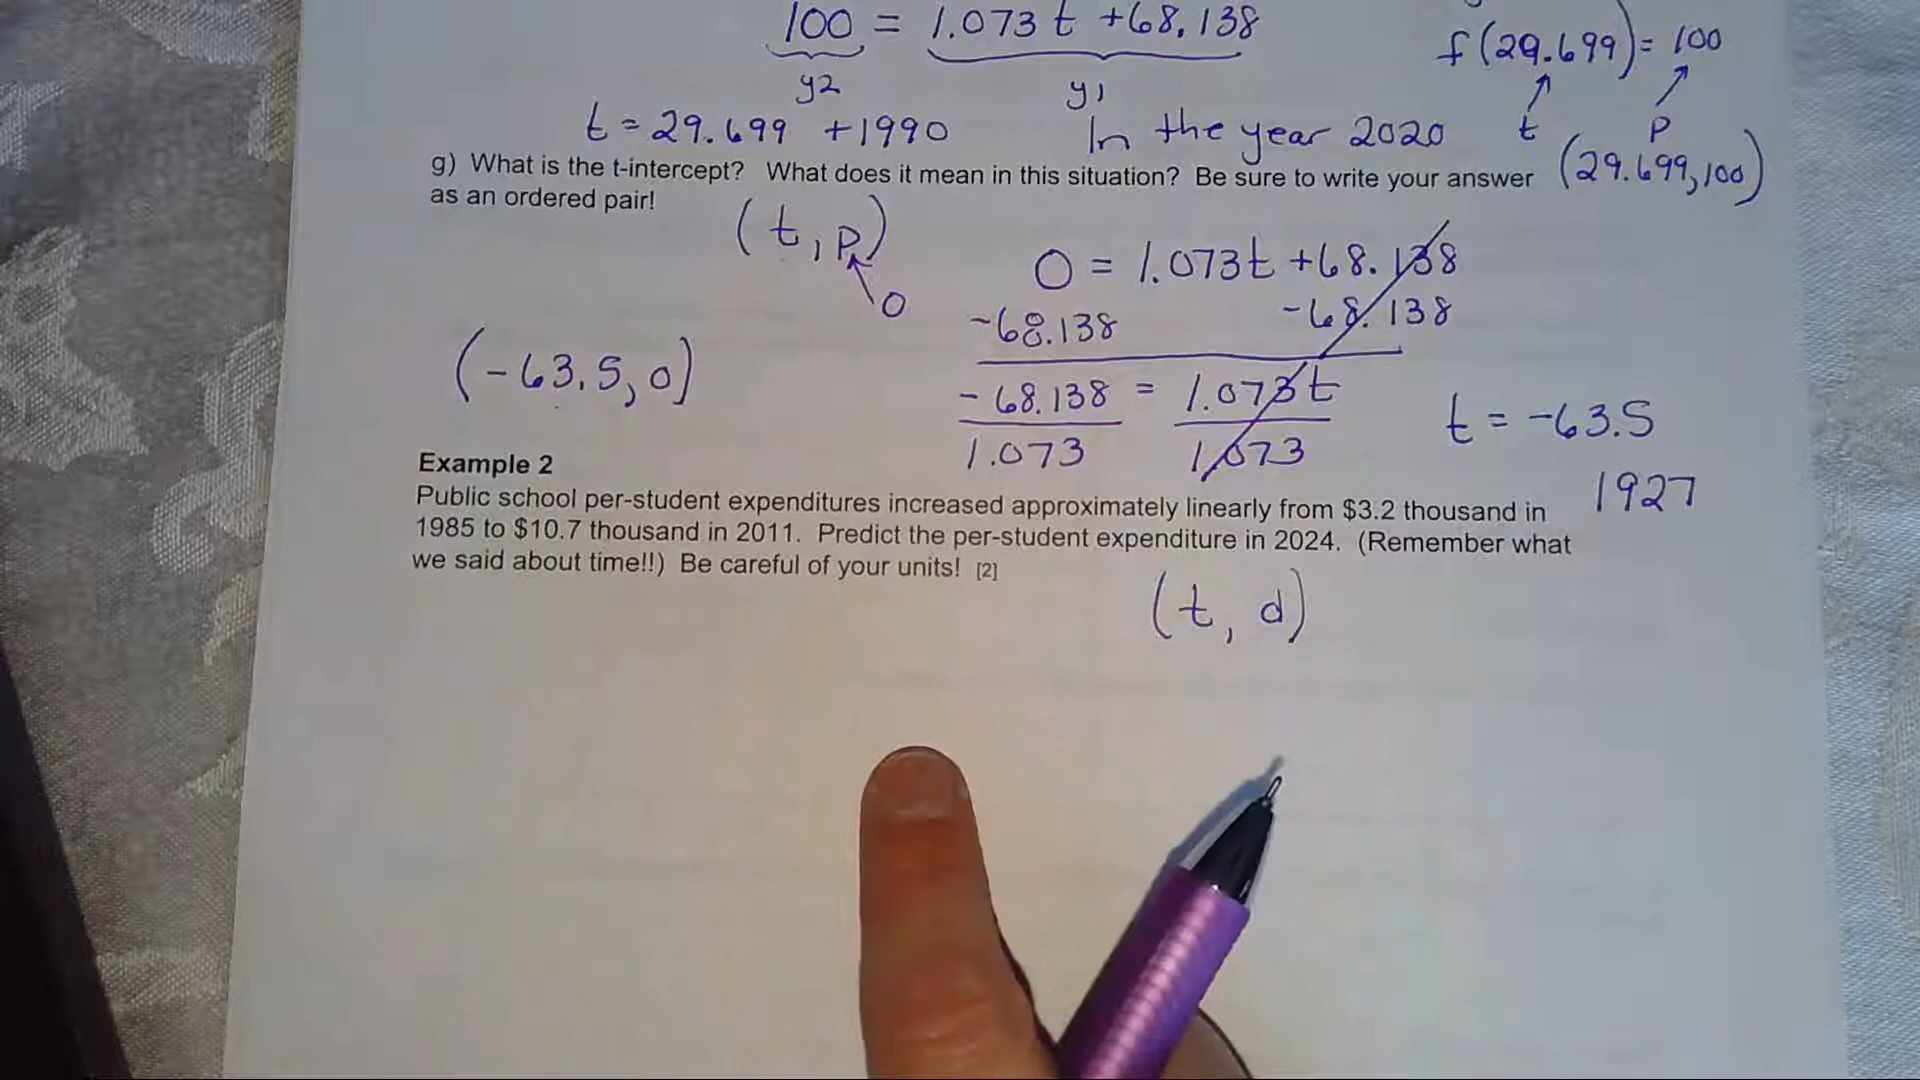 100 = 1.073 t + 68.138
y2 y1
f(29.699) = 100
t P
(29.699, 100)
t = 29.699 + 1990 In the year 2020
g) What is the t-intercept? What does it mean in this situation? Be sure to write your answer
as an ordered pair!
(t, P)
0
0 = 1.073t + 68.138
-68.138 -68.138
-68.138 = 1.073t
1.073 1.073
t = -63.5
1927
(-63.5, 0)
Example 2
Public school per-student expenditures increased approximately linearly from $3.2 thousand in
1985 to $10.7 thousand in 2011. Predict the per-student expenditure in 2024. (Remember what
we said about time!!) Be careful of your units! [2]
(t, d)